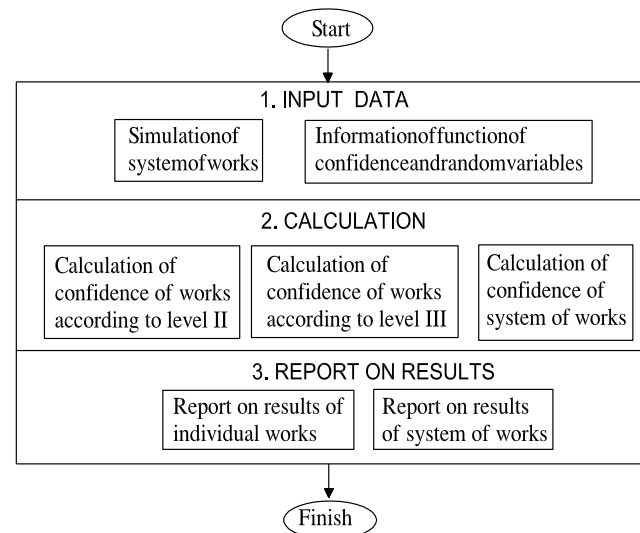 Start
1. INPUT DATA
Simulationof
systemofworks
Informationoffunctionof
confidenceandrandomvariables
2. CALCULATION
Calculation of
confidence of works
according to level II
Calculation of
confidence of works
according to level III
Calculation of
confidence of
system of works
3. REPORT ON RESULTS
Report on results of
individual works
Report on results
of system of works
Finish